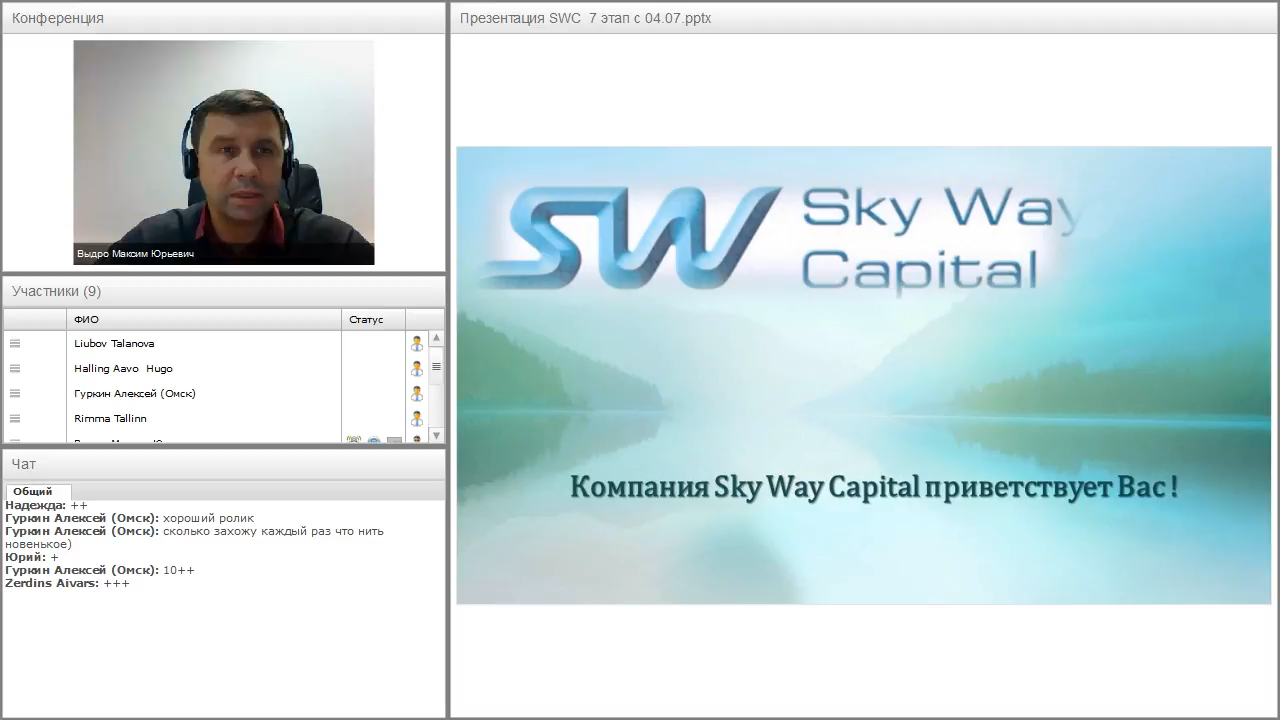 Конференция
Выдро Максим Юрьевич
Участники (9)
ФИО
Статус
Liubov Talanova
Halling Aavo Hugo
Гуркин Алексей (Омск)
Rimma Tallinn
Чат
Общий
Надежда: ++
Гуркин Алексей (Омск): хороший ролик
Гуркин Алексей (Омск): сколько захожу каждый раз что нить
новенькое)
Юрий: +
Гуркин Алексей (Омск): 10++
Zerdins Aivars: +++
Презентация SWC 7 этап с 04.07.pptx
SW
Sky Way
Capital
Компания Sky Way Capital приветствует Вас !